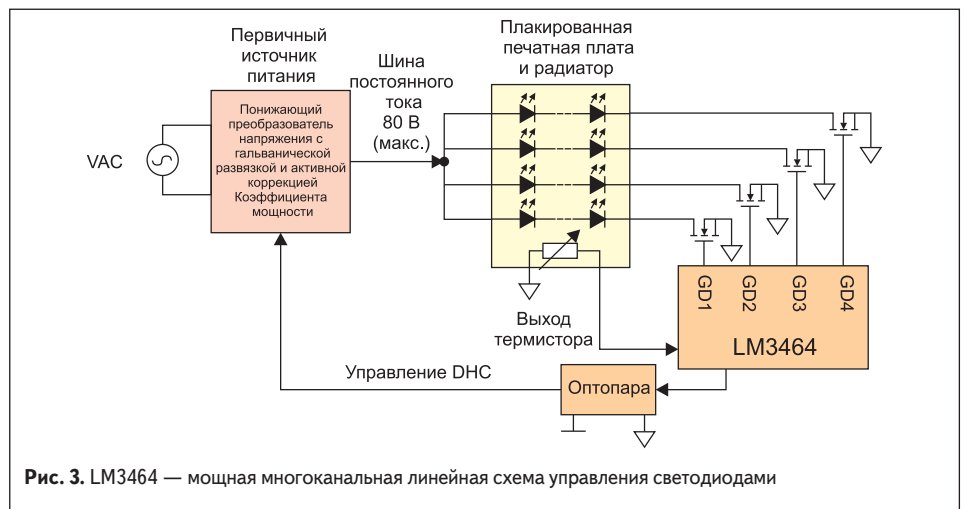 Первичный
источник
питания
Понижающий
преобразователь
напряжения с
гальванической
развязкой и активной
коррекцией
Коэффициента
мощности
VAC
Шина
постоянного
тока
80 В
(макс.)
Плакированная
печатная плата
и радиатор
Выход
термистора
GD1
GD2
GD3
GD4
LM3464
Управление DHC
Оптопара
Рис. 3. LM3464 — мощная многоканальная линейная схема управления светодиодами